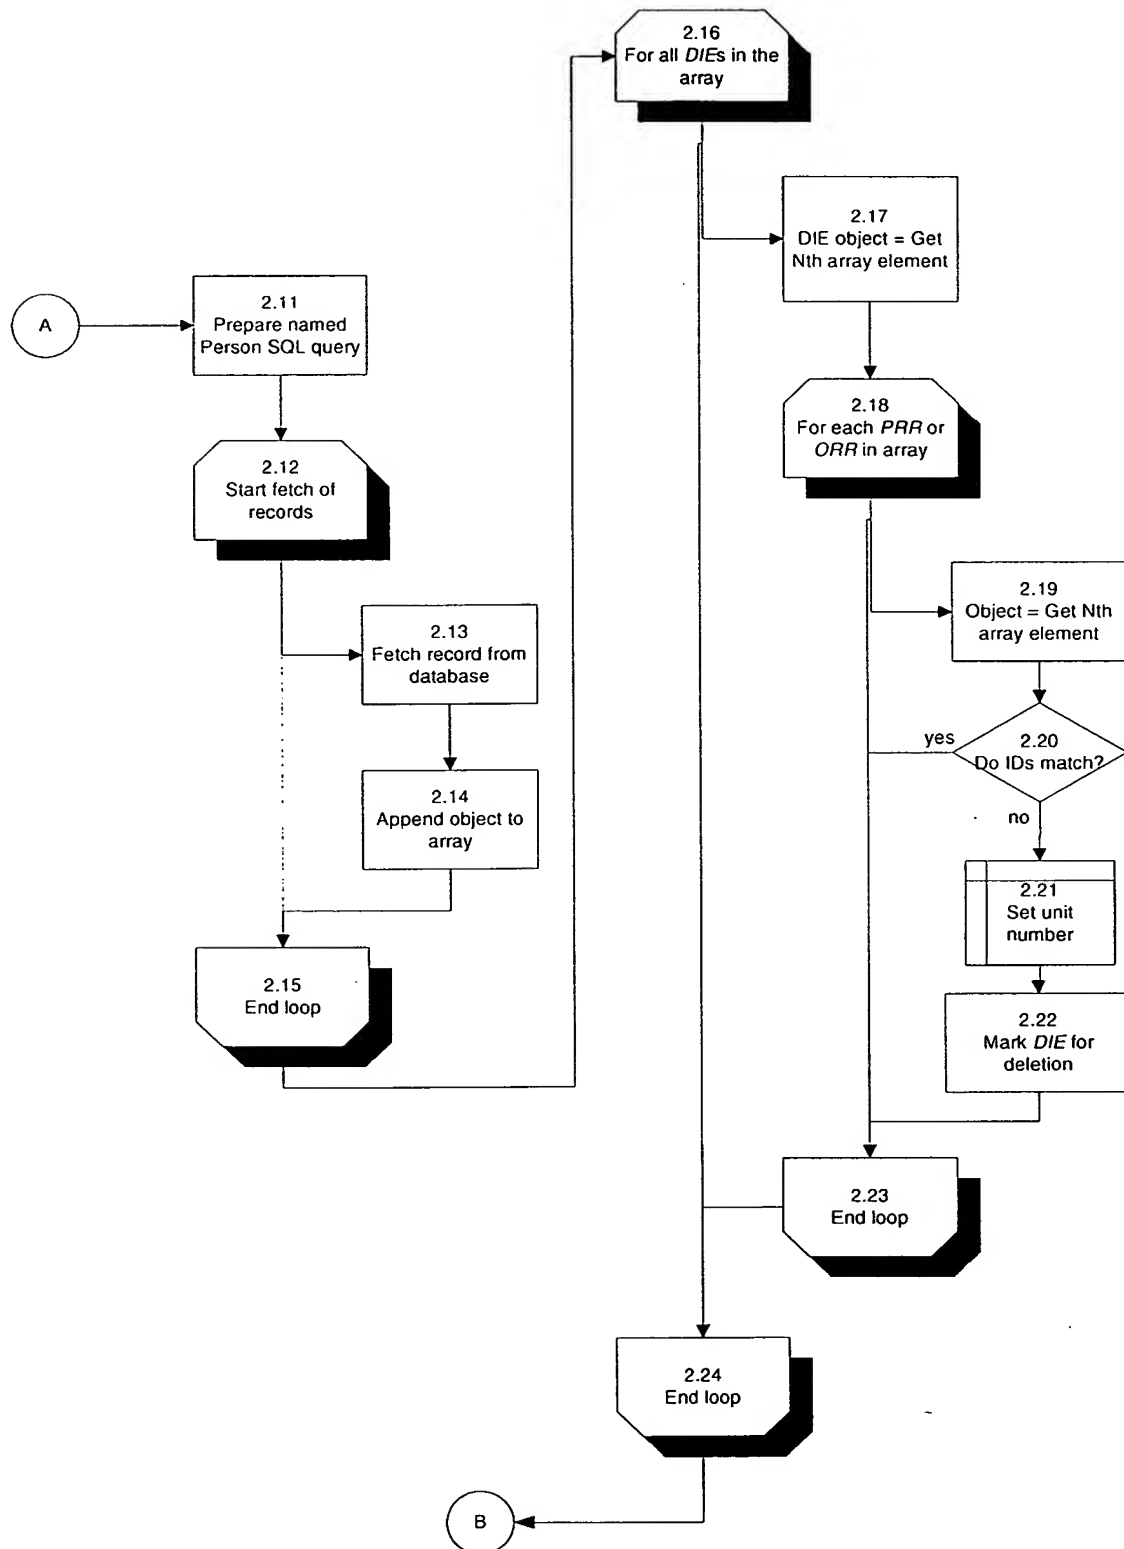 A
2.11
Prepare named
Person SQL query
2.12
Start fetch of
records
2.13
Fetch record from
database
2.14
Append object to
array
2.15
End loop
2.16
For all DIEs in the
array
2.17
DIE object = Get
Nth array element
2.18
For each PRR or
ORR in array
2.19
Object = Get Nth
array element
yes
2.20
Do IDs match?
no
2.21
Set unit
number
2.22
Mark DIE for
deletion
2.23
End loop
2.24
End loop
B